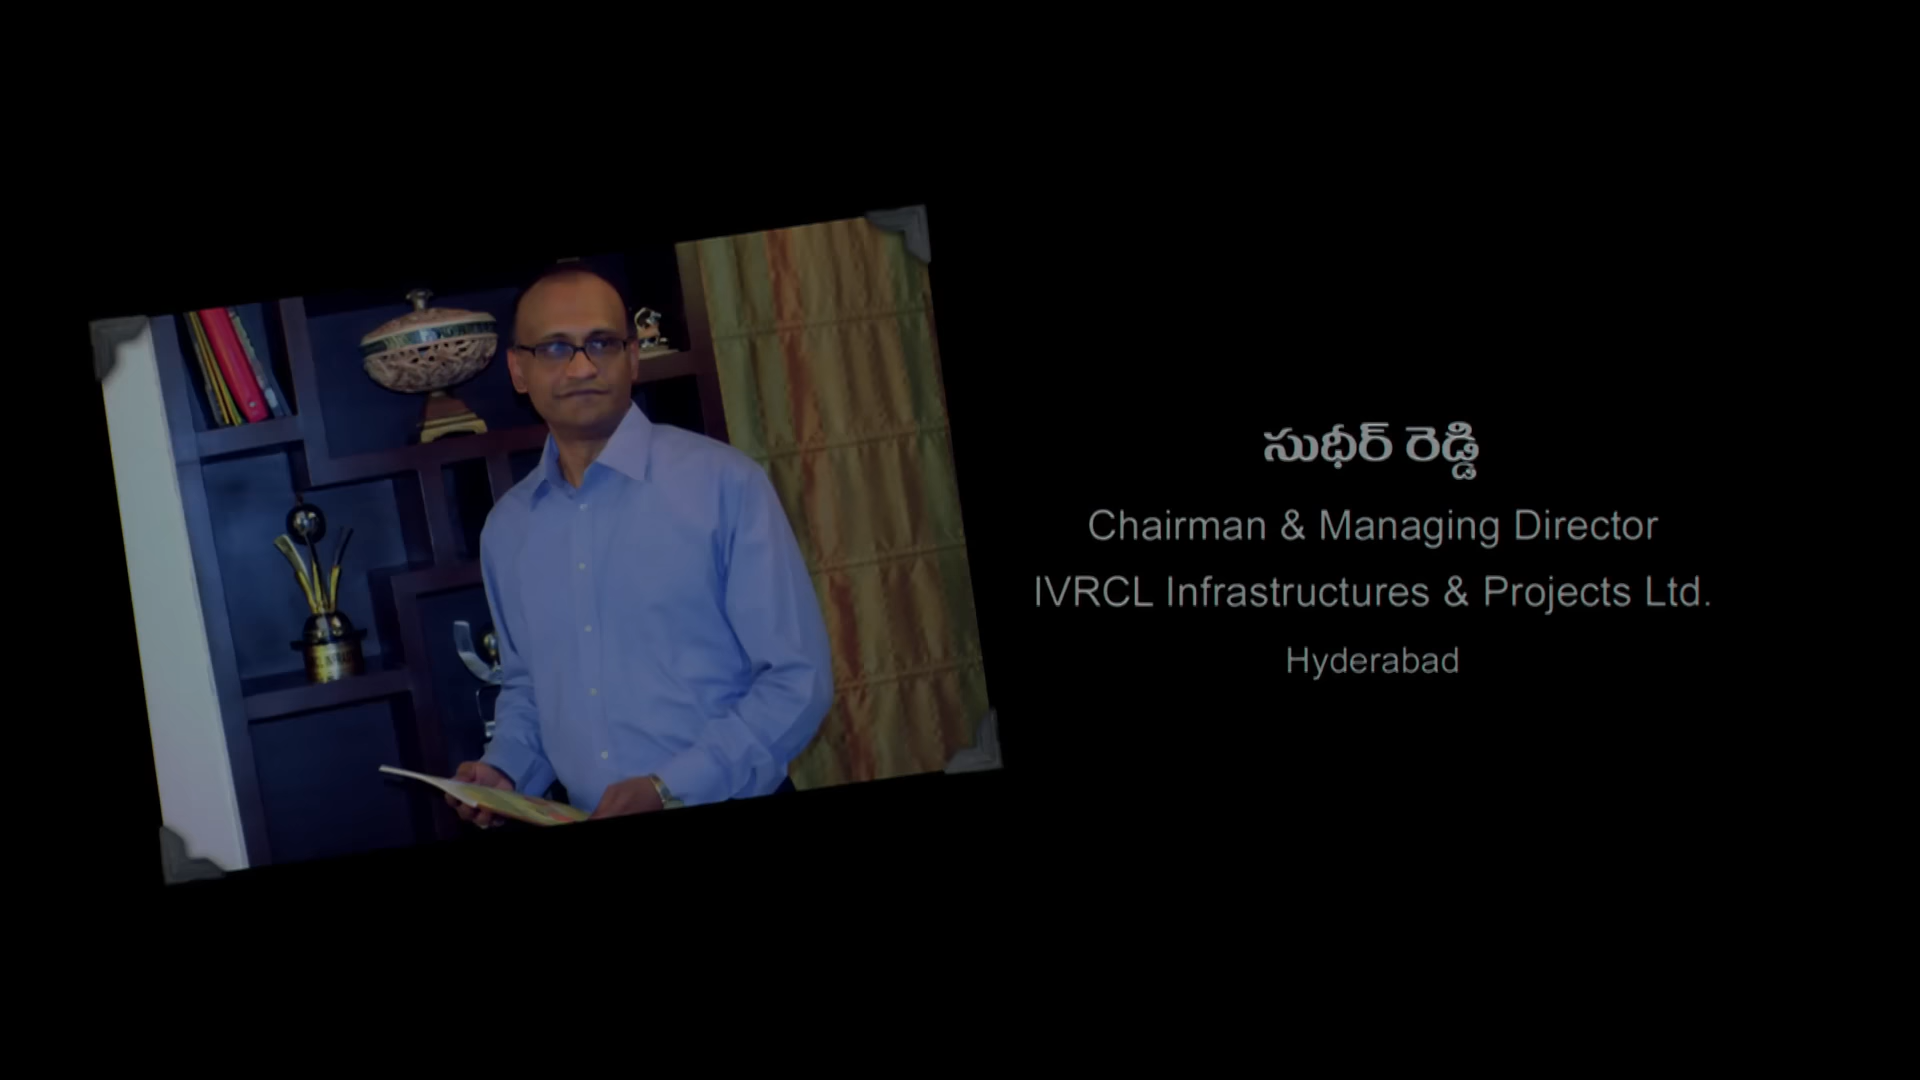 సుధీర్ రెడ్డి
Chairman & Managing Director
IVRCL Infrastructures & Projects Ltd.
Hyderabad